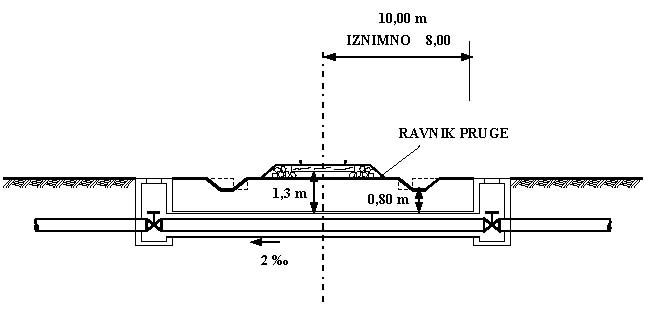 10,00 m
IZNIMNO 8,00
RAVNIK PRUGE
1,3 m
0,80 m
2 ‰